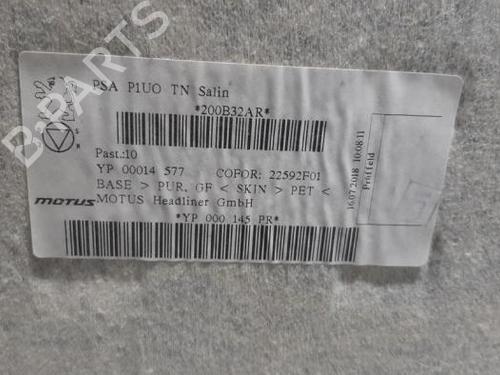 PSA P1UO TN Salin
*200B32AR*
Past.:10
YP 00014 577 COFOR: 22592F01
BASE > PUR, GF < SKIN > PET <
MOTUS MOTUS Headliner GmbH
*YP 000 145 PR*
16.07.2018 10:08:11
Prüffeld
B-Parts